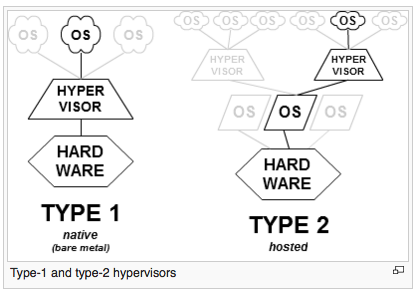 OS OS OS
HYPER
VISOR
HARD
WARE
TYPE 1
native
(bare metal)
OS OS OS OS OS OS
HYPER
VISOR
HYPER
VISOR
OS OS OS
HARD
WARE
TYPE 2
hosted
Type-1 and type-2 hypervisors